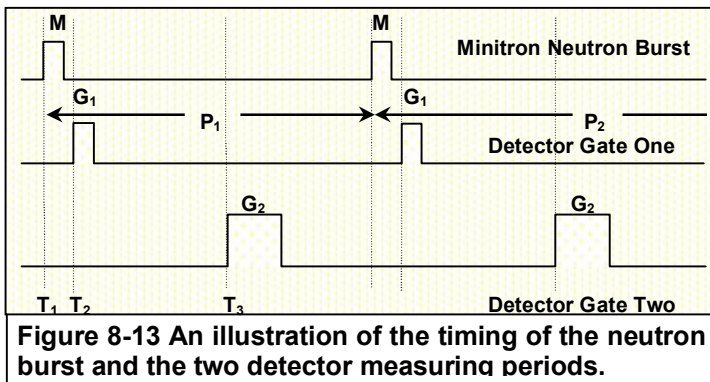 M M
Minitron Neutron Burst
G₁ G₁
P₁ P₂
Detector Gate One
G₂ G₂
T₁ T₂ T₃ Detector Gate Two
Figure 8-13 An illustration of the timing of the neutron
burst and the two detector measuring periods.